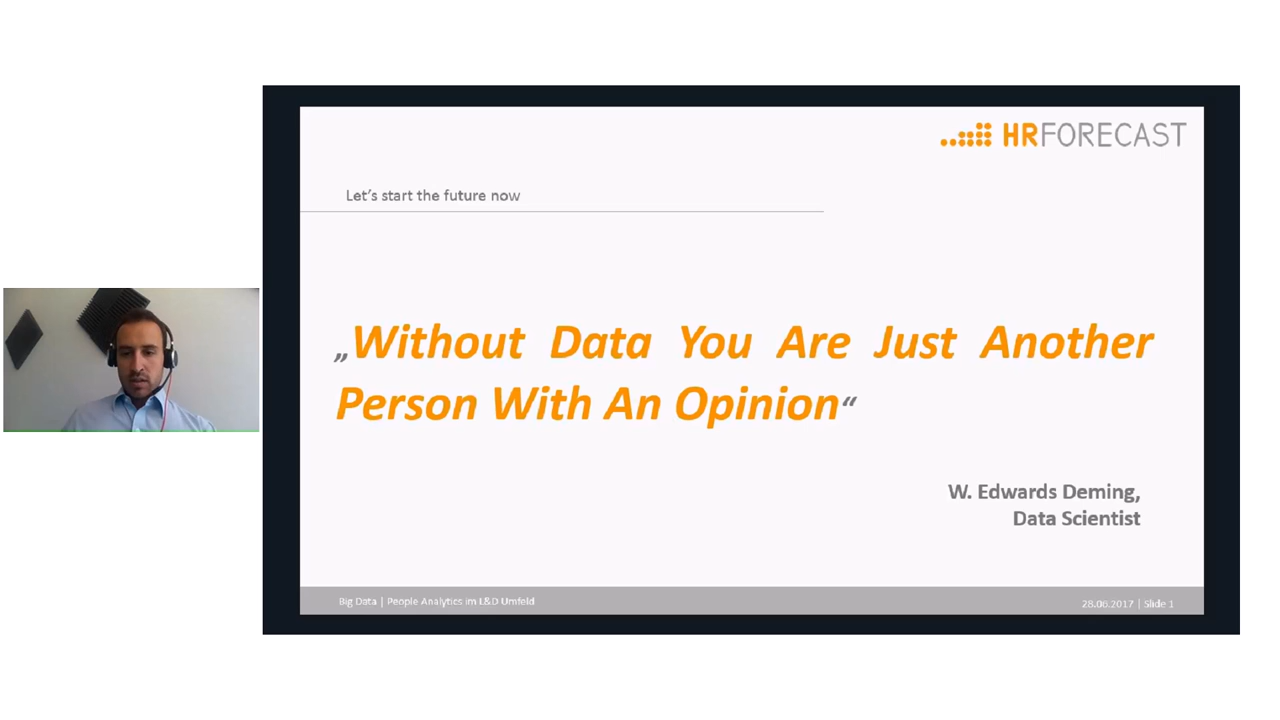 HRFORECAST
Let's start the future now
„Without Data You Are Just Another
Person With An Opinion“
W. Edwards Deming,
Data Scientist
Big Data | People Analytics im L&D Umfeld
28.06.2017 | Slide 1